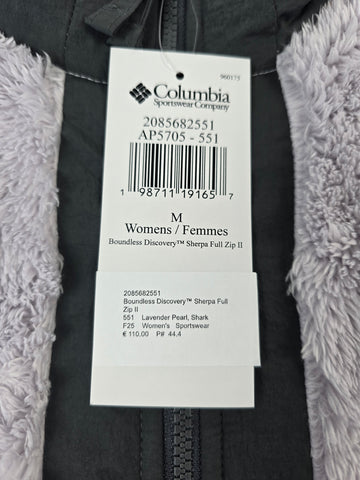 960175
Columbia
Sportswear Company
2085682551
AP5705 - 551
1 98711 19165 7
M
Womens / Femmes
Boundless Discovery™ Sherpa Full Zip II
2085682551
Boundless Discovery™ Sherpa Full
Zip II
551 Lavender Pearl, Shark
F25 Women's Sportswear
€ 110,00 P# 44.4